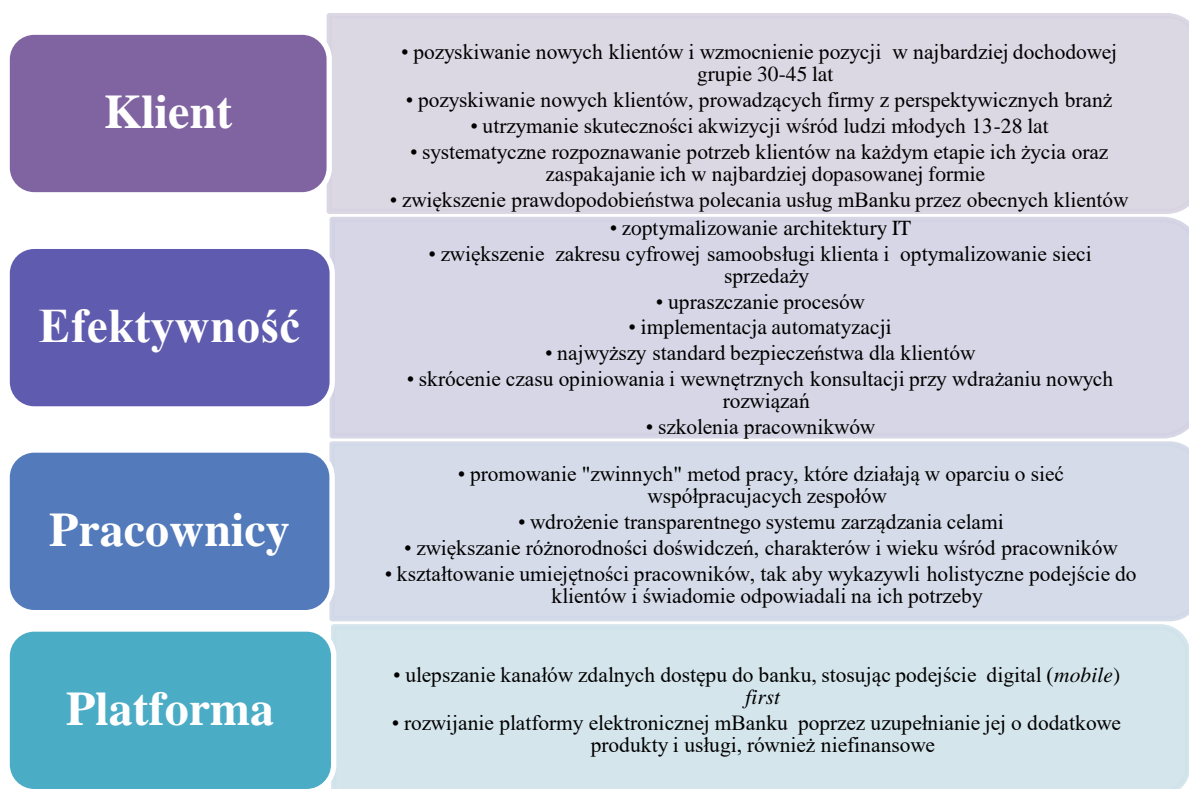 Klient
• pozyskiwanie nowych klientów i wzmocnienie pozycji w najbardziej dochodowej
grupie 30-45 lat
• pozyskiwanie nowych klientów, prowadzących firmy z perspektywicznych branż
• utrzymanie skuteczności akwizycji wśród ludzi młodych 13-28 lat
• systematyczne rozpoznawanie potrzeb klientów na każdym etapie ich życia oraz
zaspakajanie ich w najbardziej dopasowanej formie
• zwiększenie prawdopodobieństwa polecania usług mBanku przez obecnych klientów
Efektywność
• zoptymalizowanie architektury IT
• zwiększenie zakresu cyfrowej samoobsługi klienta i optymalizowanie sieci
sprzedaży
• upraszczanie procesów
• implementacja automatyzacji
• najwyższy standard bezpieczeństwa dla klientów
• skrócenie czasu opiniowania i wewnętrznych konsultacji przy wdrażaniu nowych
rozwiązań
• szkolenia pracownikwów
Pracownicy
• promowanie "zwinnych" metod pracy, które działają w oparciu o sieć
współpracujacych zespołów
• wdrożenie transparentnego systemu zarządzania celami
• zwiększanie różnorodności doświdczeń, charakterów i wieku wśród pracowników
• kształtowanie umiejętności pracowników, tak aby wykazywli holistyczne podejście do
klientów i świadomie odpowiadali na ich potrzeby
Platforma
• ulepszanie kanałów zdalnych dostępu do banku, stosując podejście digital (mobile)
first
• rozwijanie platformy elektronicznej mBanku poprzez uzupełnianie jej o dodatkowe
produkty i usługi, również niefinansowe